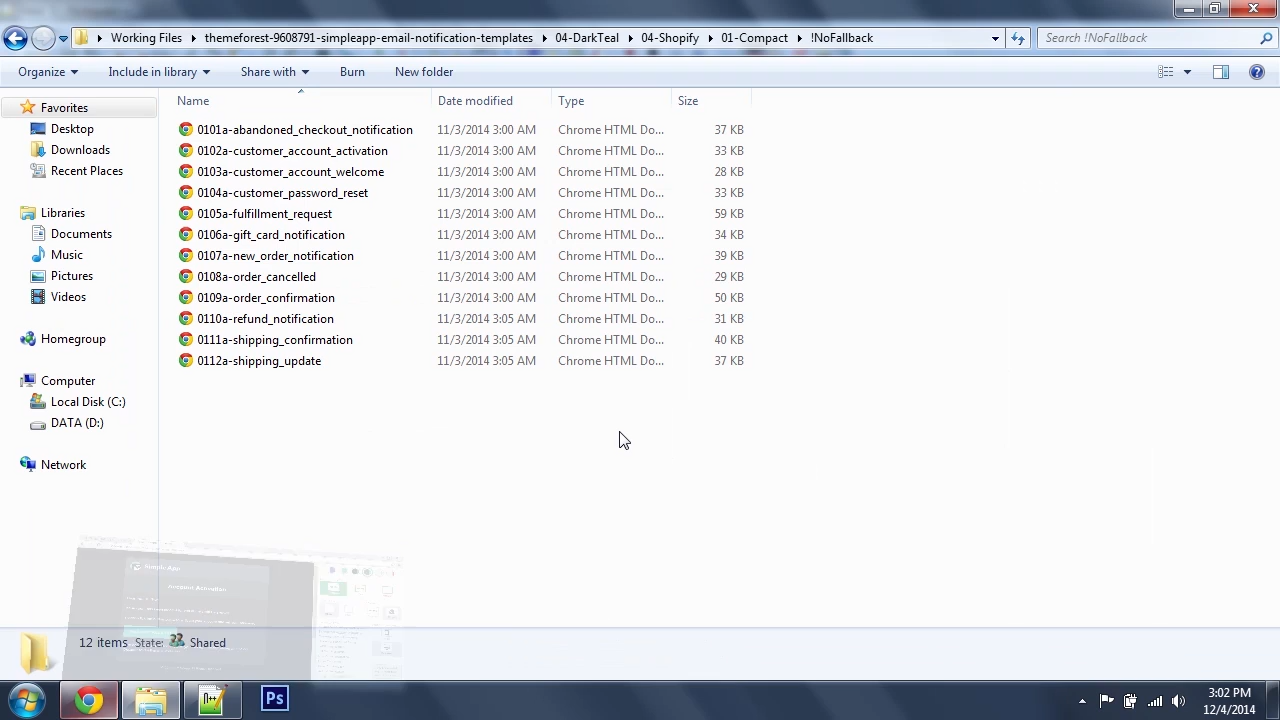 Working Files themeforest-9608791-simpleapp-email-notification-templates 04-DarkTeal 04-Shopify 01-Compact !NoFallback Search !NoFallback
Organize Include in library Share with Burn New folder
Name Date modified Type Size
Favorites
Desktop
Downloads
Recent Places
Libraries
Documents
Music
Pictures
Videos
Homegroup
Computer
Local Disk (C:)
DATA (D:)
Network
0101a-abandoned_checkout_notification 11/3/2014 3:00 AM Chrome HTML Do... 37 KB
0102a-customer_account_activation 11/3/2014 3:00 AM Chrome HTML Do... 33 KB
0103a-customer_account_welcome 11/3/2014 3:00 AM Chrome HTML Do... 28 KB
0104a-customer_password_reset 11/3/2014 3:00 AM Chrome HTML Do... 33 KB
0105a-fulfillment_request 11/3/2014 3:00 AM Chrome HTML Do... 59 KB
0106a-gift_card_notification 11/3/2014 3:00 AM Chrome HTML Do... 34 KB
0107a-new_order_notification 11/3/2014 3:00 AM Chrome HTML Do... 39 KB
0108a-order_cancelled 11/3/2014 3:00 AM Chrome HTML Do... 29 KB
0109a-order_confirmation 11/3/2014 3:00 AM Chrome HTML Do... 50 KB
0110a-refund_notification 11/3/2014 3:05 AM Chrome HTML Do... 31 KB
0111a-shipping_confirmation 11/3/2014 3:05 AM Chrome HTML Do... 40 KB
0112a-shipping_update 11/3/2014 3:05 AM Chrome HTML Do... 37 KB
Simple App
Account Activation
State: Shared
Ps
3:02 PM
12/4/2014